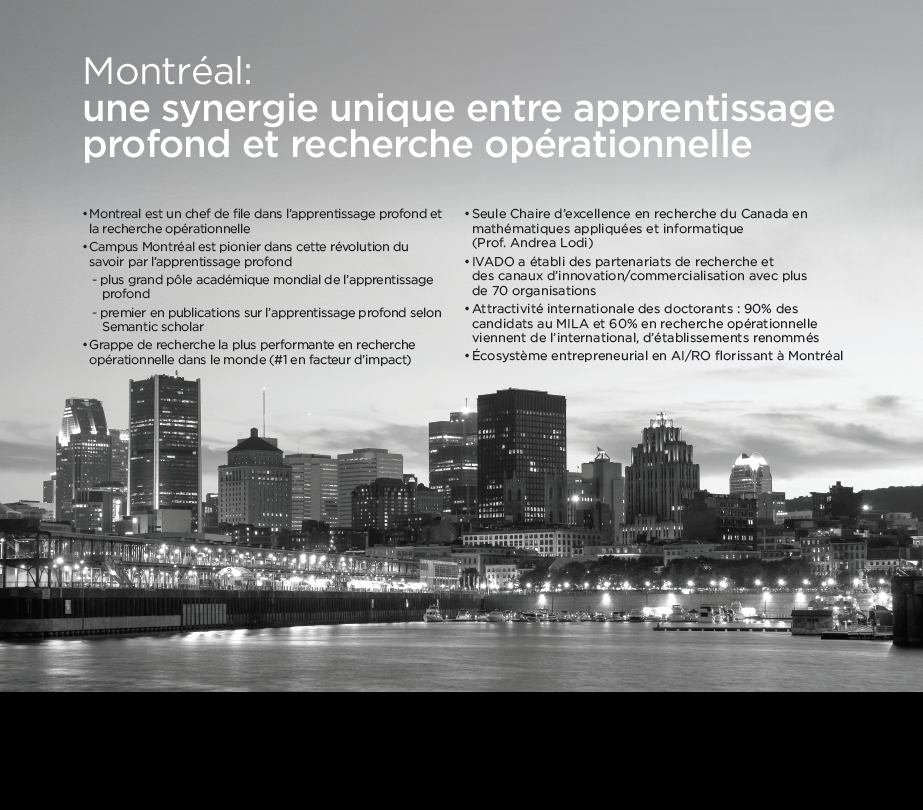 Montréal:
une synergie unique entre apprentissage
profond et recherche opérationnelle
•Montreal est un chef de file dans l'apprentissage profond et
la recherche opérationnelle
•Campus Montréal est pionier dans cette révolution du
savoir par l'apprentissage profond
- plus grand pôle académique mondial de l'apprentissage
profond
- premier en publications sur l'apprentissage profond selon
Semantic scholar
•Grappe de recherche la plus performante en recherche
opérationnelle dans le monde (#1 en facteur d'impact)
•Seule Chaire d'excellence en recherche du Canada en
mathématiques appliquées et informatique
(Prof. Andrea Lodi)
•IVADO a établi des partenariats de recherche et
des canaux d'innovation/commercialisation avec plus
de 70 organisations
•Attractivité internationale des doctorants : 90% des
candidats au MILA et 60% en recherche opérationnelle
viennent de l'international, d'établissements renommés
•Écosystème entrepreneurial en AI/RO florissant à Montréal